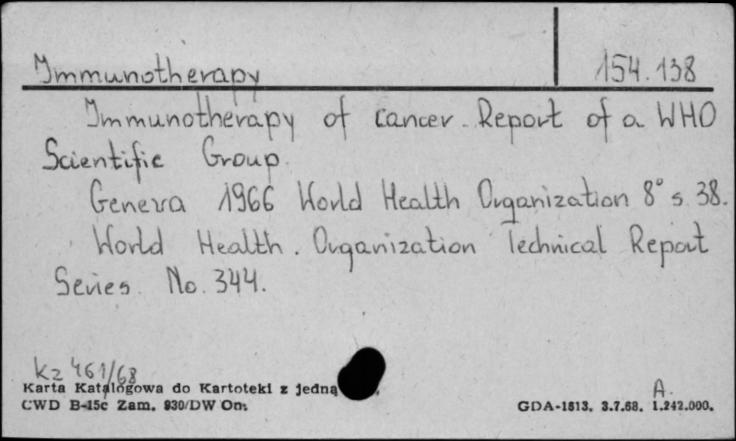 Immunotherapy 154.138
Immunotherapy of cancer. Report of a WHO
Scientific Group.
Geneva 1966 World Health Organization 8° s. 38.
World Health. Organization Technical Report
Series. No. 344.
Kz 461/68
Karta Katalogowa do Kartoteki z jedną
CWD B-15c Zam. 930/DW Om.
A.
GDA-1813. 3.7.68. 1.242.000.